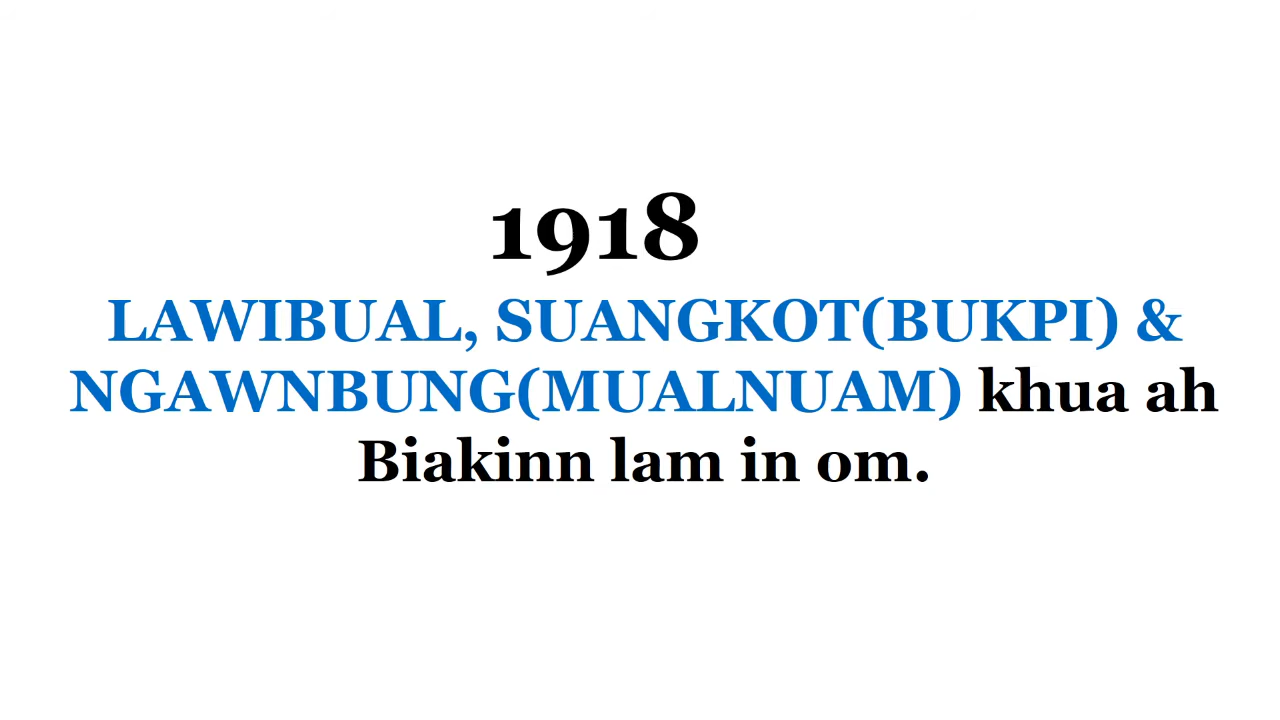 1918
LAWIBUAL, SUANGKOT(BUKPI) &
NGAWNBUNG(MUALNUAM) khua ah
Biakinn lam in om.